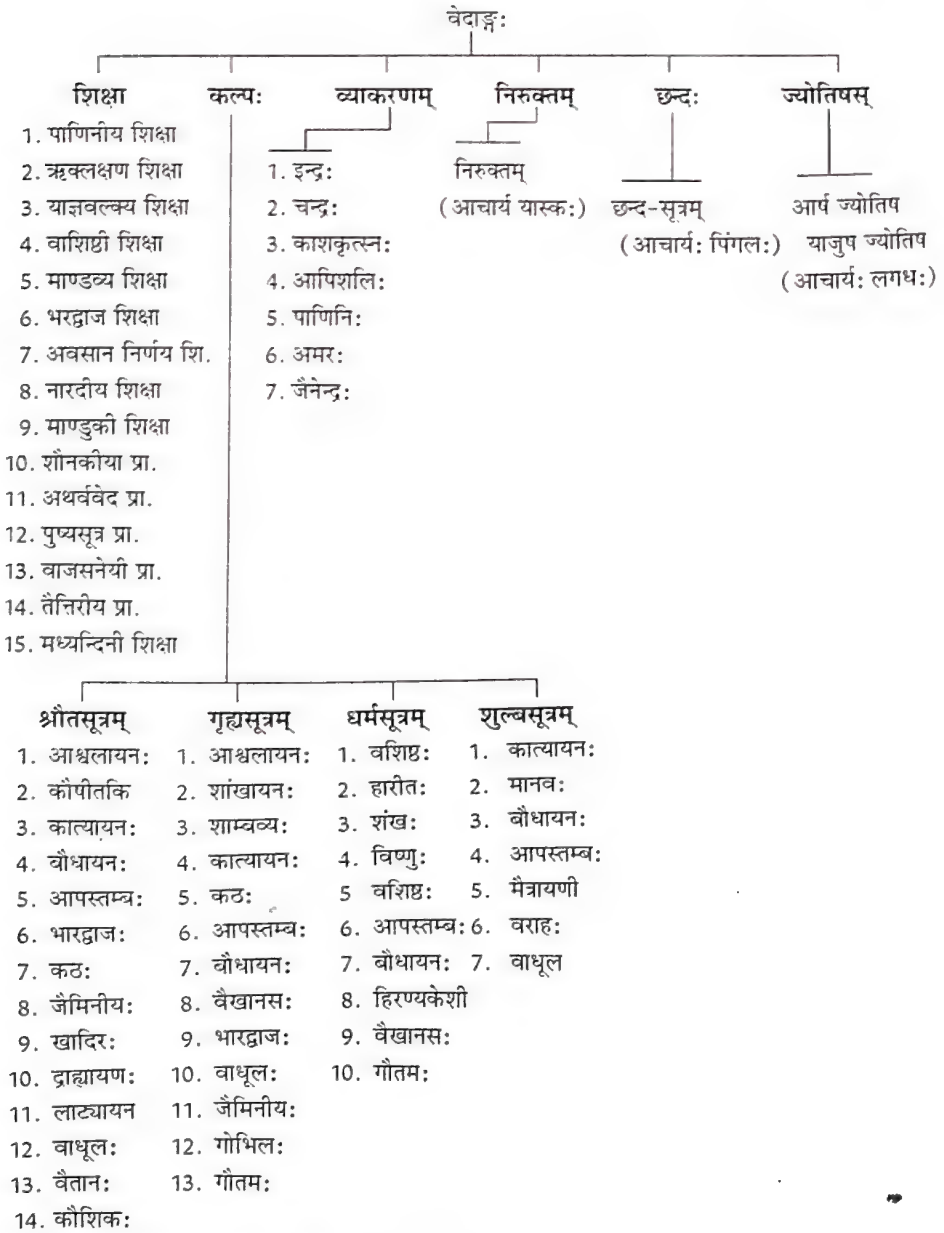 वेदाङ्ग:
शिक्षा कल्प: व्याकरणम् निरुक्तम् छन्द: ज्योतिषस्
1. पाणिनीय शिक्षा
2. ऋक्लक्षण शिक्षा
3. याज्ञवल्क्य शिक्षा
4. वाशिष्ठी शिक्षा
5. माण्डव्य शिक्षा
6. भरद्वाज शिक्षा
7. अवसान निर्णय शि.
8. नारदीय शिक्षा
9. माण्डुकी शिक्षा
10. शौनकीया प्रा.
11. अथर्ववेद प्रा.
12. पुष्यसूत्र प्रा.
13. वाजसनेयी प्रा.
14. तैत्तिरीय प्रा.
15. मध्यन्दिनी शिक्षा
1. इन्द्र:
2. चन्द्र:
3. काशकृत्स्न:
4. आपिशलि:
5. पाणिनि:
6. अमर:
7. जैनेन्द्र:
निरुक्तम्
(आचार्य यास्क:)
छन्द-सूत्रम्
(आचार्य: पिंगल:)
आर्ष ज्योतिष
याजुष ज्योतिष
(आचार्य: लगध:)
श्रौतसूत्रम् गृह्यसूत्रम् धर्मसूत्रम् शुल्बसूत्रम्
1. आश्वलायन:
2. कौषीतकि
3. कात्यायन:
4. बौधायन:
5. आपस्तम्ब:
6. भारद्वाज:
7. कठ:
8. जैमिनीय:
9. खादिर:
10. द्राह्यायण:
11. लाट्यायन
12. वाधूल:
13. वैतान:
14. कौशिक:
1. आश्वलायन:
2. शांखायन:
3. शाम्बव्य:
4. कात्यायन:
5. कठ:
6. आपस्तम्ब:
7. बौधायन:
8. वैखानस:
9. भारद्वाज:
10. वाधूल:
11. जैमिनीय:
12. गोभिल:
13. गौतम:
1. वशिष्ठ:
2. हारीत:
3. शंख:
4. विष्णु:
5 वशिष्ठ:
6. आपस्तम्ब:
7. बौधायन:
8. हिरण्यकेशी
9. वैखानस:
10. गौतम:
1. कात्यायन:
2. मानव:
3. बौधायन:
4. आपस्तम्ब:
5. मैत्रायणी
6. वराह:
7. वाधूल